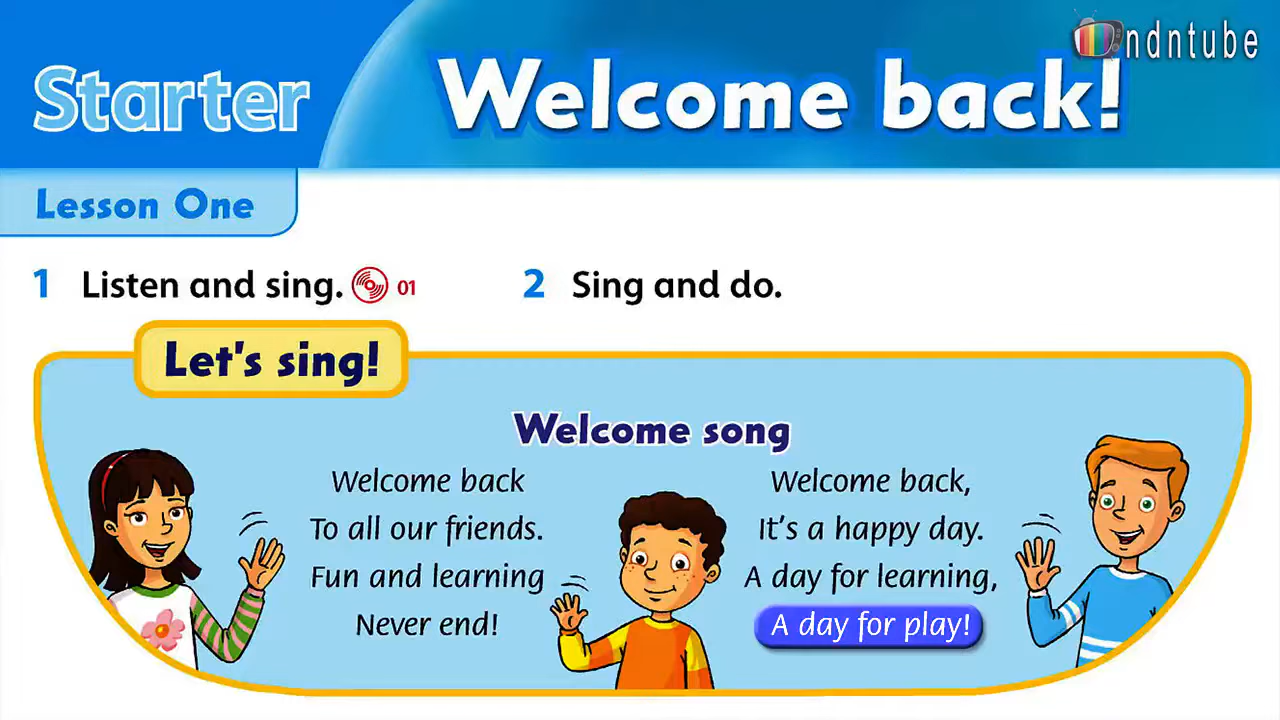 Starter
Welcome back!
ndntube
Lesson One
1 Listen and sing. 01
2 Sing and do.
Let's sing!
Welcome song
Welcome back
To all our friends.
Fun and learning
Never end!
Welcome back,
It's a happy day.
A day for learning,
A day for play!